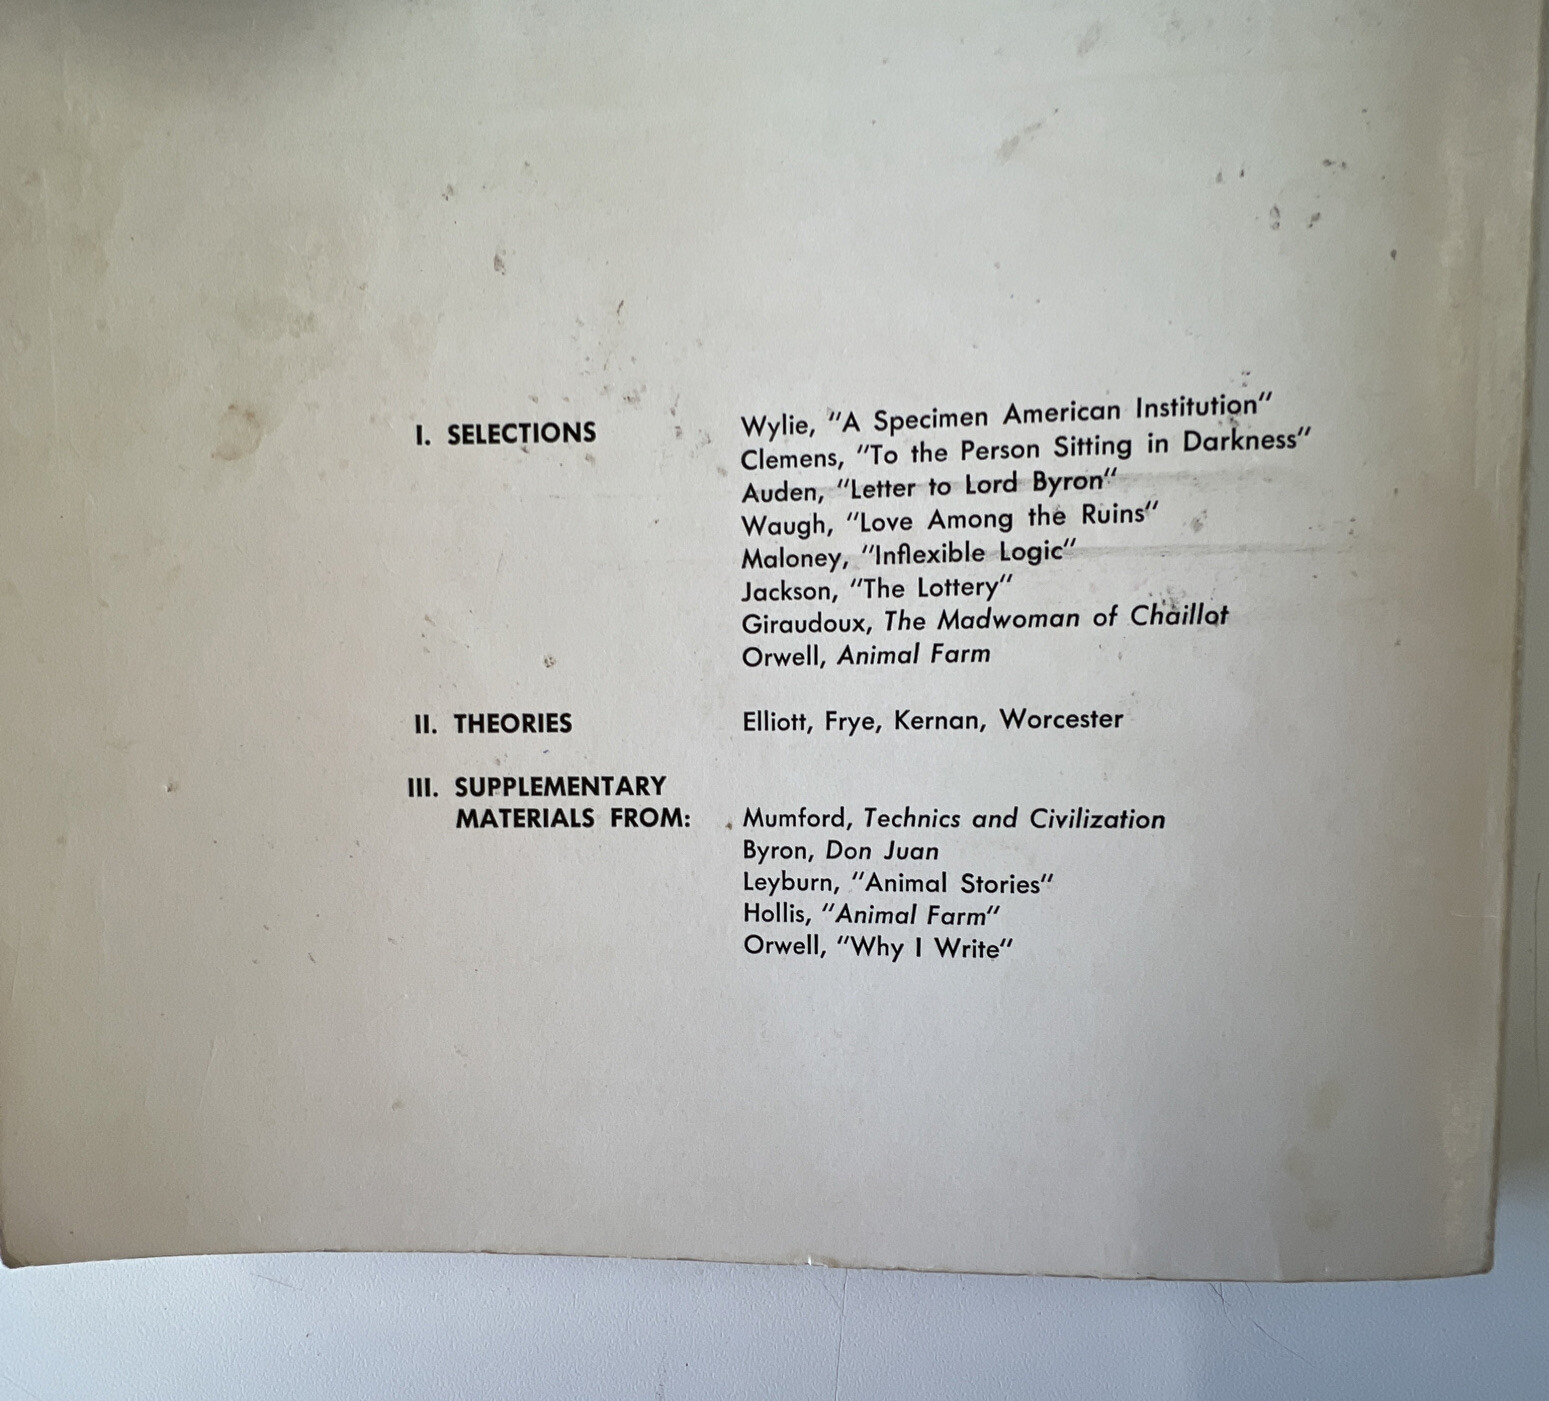 I. SELECTIONS
Wylie, "A Specimen American Institution"
Clemens, "To the Person Sitting in Darkness"
Auden, "Letter to Lord Byron"
Waugh, "Love Among the Ruins"
Maloney, "Inflexible Logic"
Jackson, "The Lottery"
Giraudoux, The Madwoman of Chaillot
Orwell, Animal Farm
II. THEORIES
Elliott, Frye, Kernan, Worcester
III. SUPPLEMENTARY
MATERIALS FROM:
Mumford, Technics and Civilization
Byron, Don Juan
Leyburn, "Animal Stories"
Hollis, "Animal Farm"
Orwell, "Why I Write"